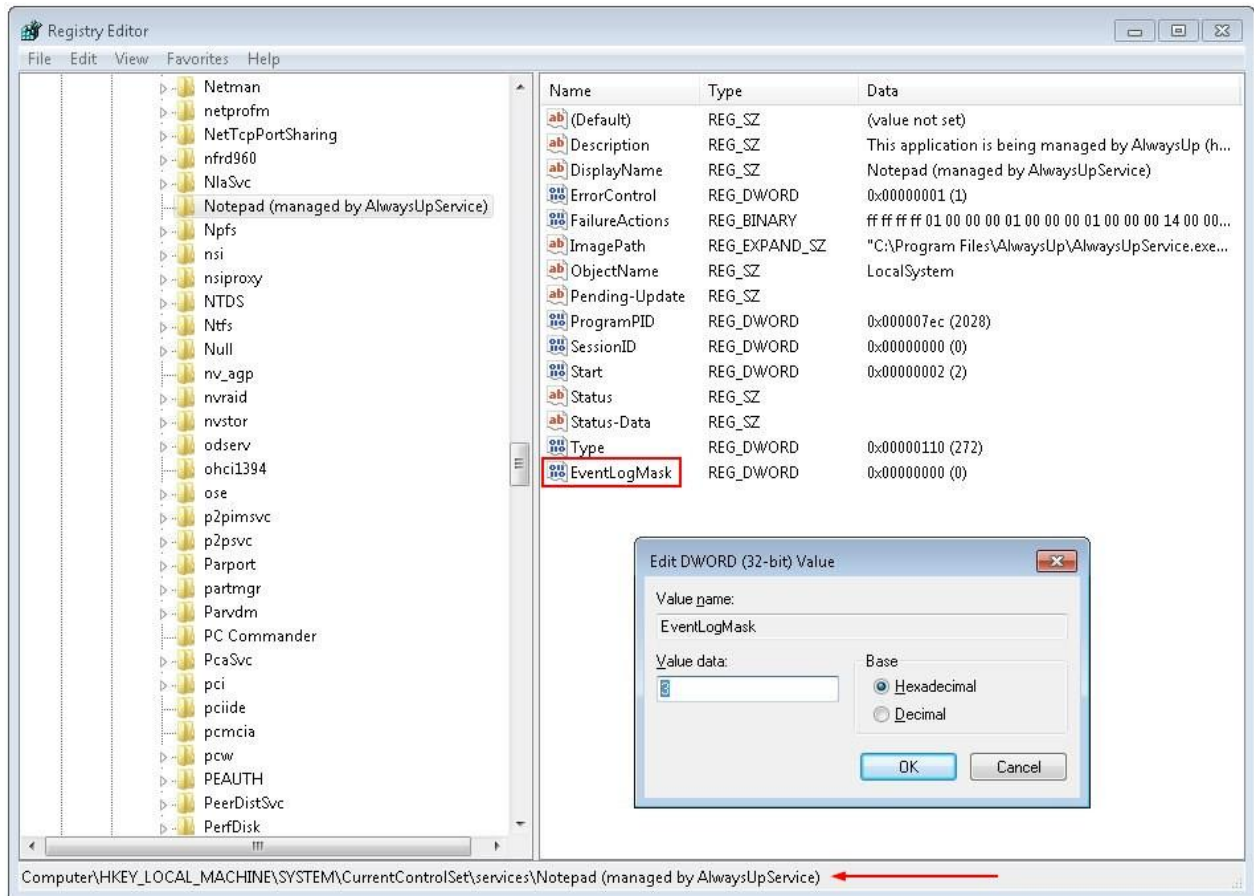 Registry Editor
File Edit View Favorites Help
Netman
netprofm
NetTcpPortSharing
nfrd960
NlaSvc
Notepad (managed by AlwaysUpService)
Npfs
nsi
nsiproxy
NTDS
Ntfs
Null
nv_agp
nvraid
nvstor
odserv
ohci1394
ose
p2pimsvc
p2psvc
Parport
partmgr
Parvdm
PC Commander
PcaSvc
pci
pciide
pcmcia
pcw
PEAUTH
PeerDistSvc
PerfDisk
Name Type Data
(Default) REG_SZ (value not set)
Description REG_SZ This application is being managed by AlwaysUp (h...
DisplayName REG_SZ Notepad (managed by AlwaysUpService)
ErrorControl REG_DWORD 0x00000001 (1)
FailureActions REG_BINARY ff ff ff ff 01 00 00 00 01 00 00 00 01 00 00 00 14 00 00...
ImagePath REG_EXPAND_SZ "C:\Program Files\AlwaysUp\AlwaysUpService.exe...
ObjectName REG_SZ LocalSystem
Pending-Update REG_SZ
ProgramPID REG_DWORD 0x000007ec (2028)
SessionID REG_DWORD 0x00000000 (0)
Start REG_DWORD 0x00000002 (2)
Status REG_SZ
Status-Data REG_SZ
Type REG_DWORD 0x00000110 (272)
EventLogMask REG_DWORD 0x00000000 (0)
Edit DWORD (32-bit) Value
Value name:
EventLogMask
Value data:
3
Base
Hexadecimal
Decimal
OK Cancel
Computer\HKEY_LOCAL_MACHINE\SYSTEM\CurrentControlSet\services\Notepad (managed by AlwaysUpService)